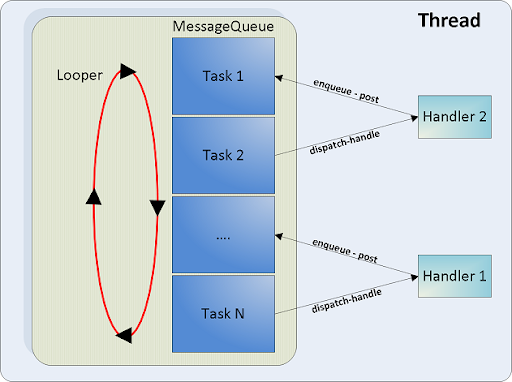 MessageQueue
Thread
Looper
Task 1
Task 2
....
Task N
enqueue - post
Handler 2
dispatch-handle
enqueue - post
Handler 1
dispatch-handle